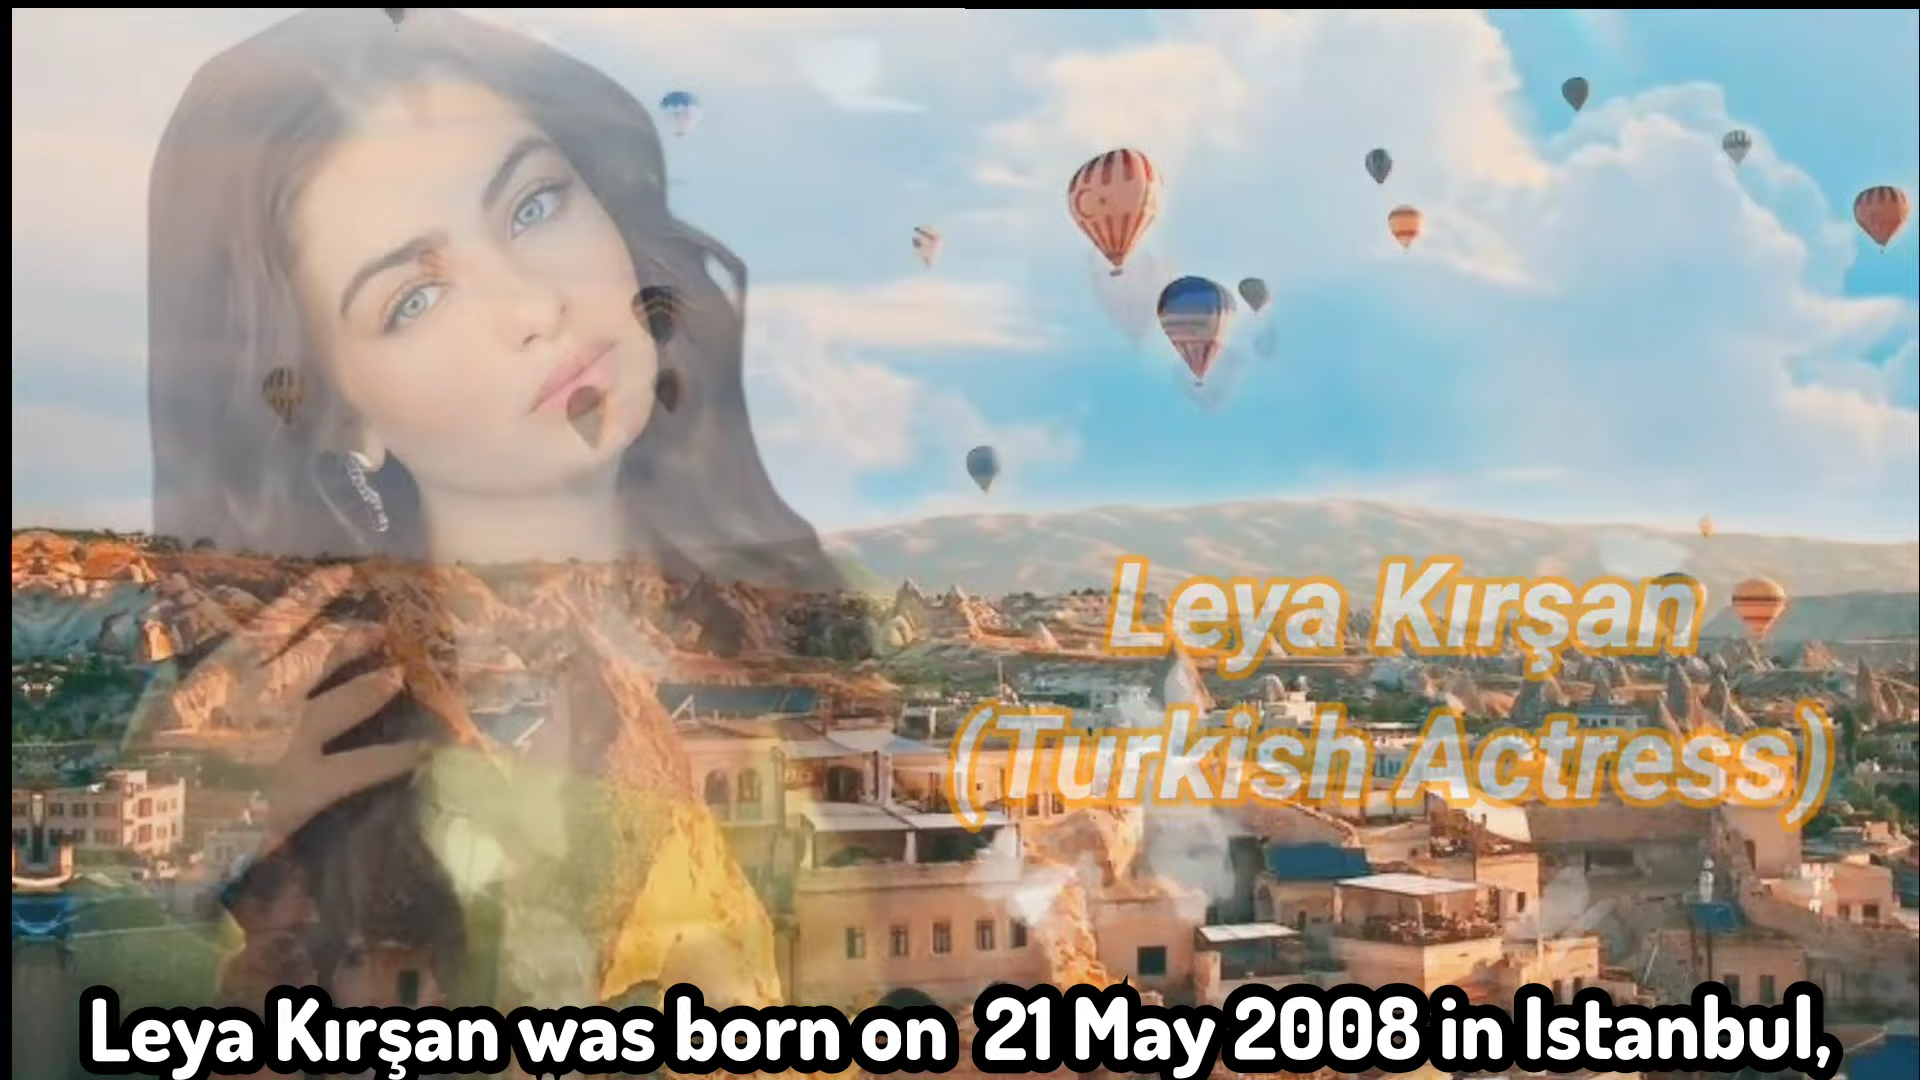 Leya Kırşan
(Turkish Actress)
Leya Kırşan was born on 21 May 2008 in Istanbul,